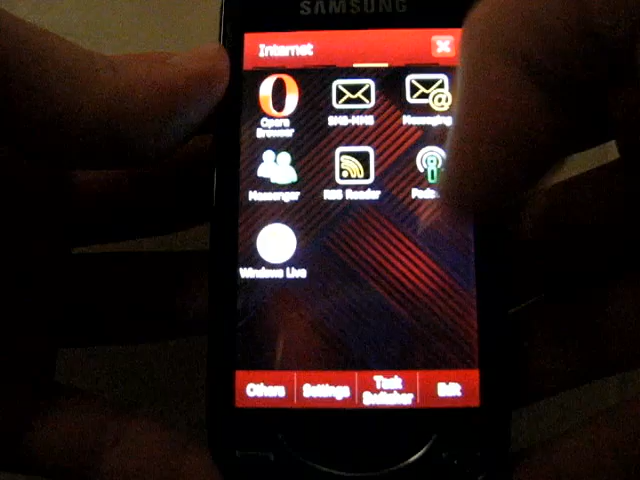 SAMSUNG
Internet
Opera
Browser
SMS-MMS
Messaging
Messenger
RSS Reader
Windows Live
Others
Settings
Task
Switcher
Edit